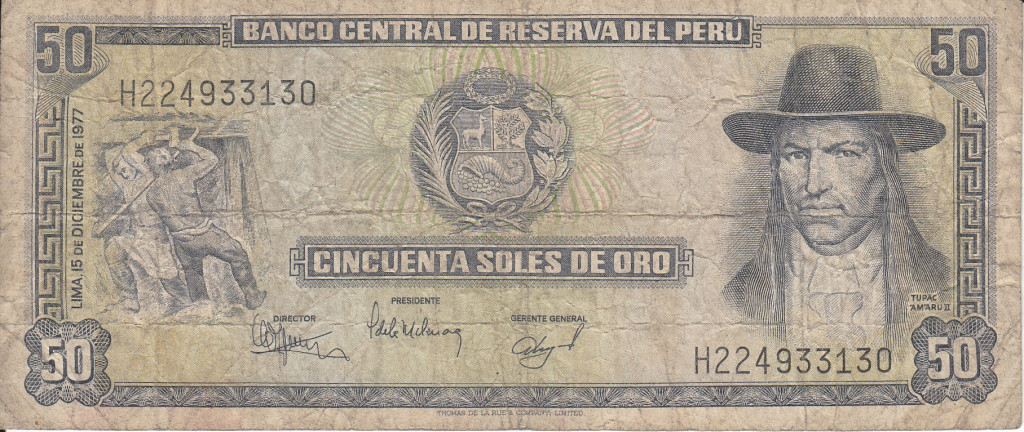 50
BANCO CENTRAL DE RESERVA DEL PERU
50
H224933130
LIMA, 15 DE DICIEMBRE DE 1977
CINCUENTA SOLES DE ORO
TUPAC
AMARU II
PRESIDENTE
DIRECTOR
GERENTE GENERAL
H224933130
50
50
THOMAS DE LA RUE & COMPANY, LIMITED.